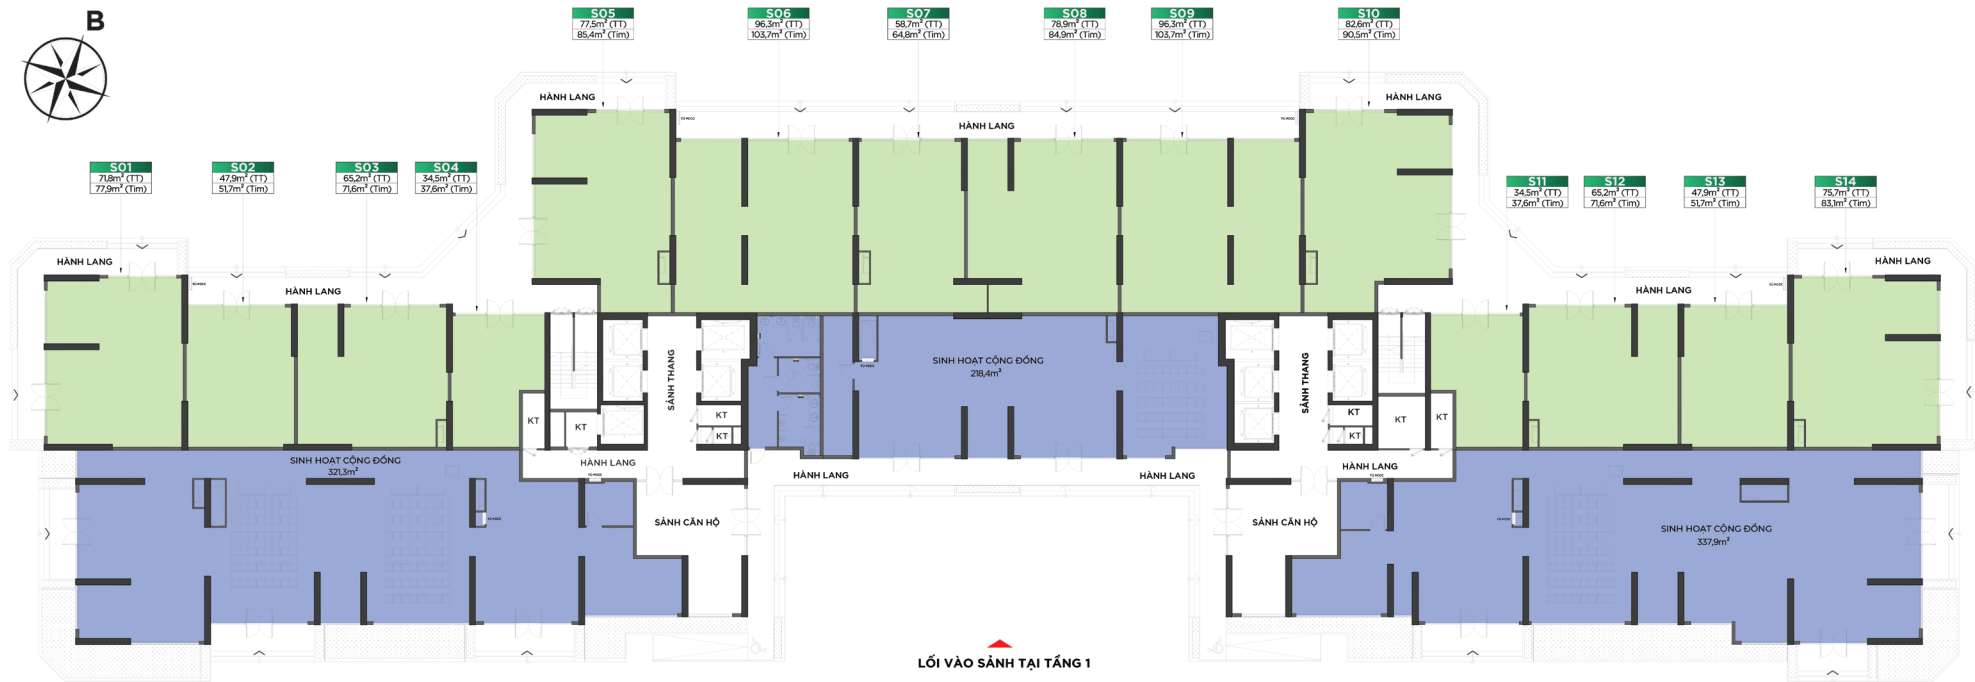 B
S05
77,5m² (TT)
85,4m² (Tim)
S06
96,3m² (TT)
103,7m² (Tim)
S07
58,7m² (TT)
64,8m² (Tim)
S08
78,9m² (TT)
84,9m² (Tim)
S09
96,3m² (TT)
103,7m² (Tim)
S10
82,6m² (TT)
90,5m² (Tim)
HÀNH LANG
HÀNH LANG
HÀNH LANG
S01
71,8m² (TT)
77,9m² (Tim)
S02
47,9m² (TT)
51,7m² (Tim)
S03
65,2m² (TT)
71,6m² (Tim)
S04
34,5m² (TT)
37,6m² (Tim)
S11
34,5m² (TT)
37,6m² (Tim)
S12
65,2m² (TT)
71,6m² (Tim)
S13
47,9m² (TT)
51,7m² (Tim)
S14
75,7m² (TT)
83,1m² (Tim)
HÀNH LANG
HÀNH LANG
HÀNH LANG
HÀNH LANG
SẢNH THANG
SINH HOẠT CỘNG ĐỒNG
218,4m²
SẢNH THANG
KT
KT
KT
KT
KT
KT
KT
KT
SINH HOẠT CỘNG ĐỒNG
321,3m²
HÀNH LANG
HÀNH LANG
HÀNH LANG
HÀNH LANG
SẢNH CĂN HỘ
SẢNH CĂN HỘ
SINH HOẠT CỘNG ĐỒNG
337,9m²
LỐI VÀO SẢNH TẠI TẦNG 1